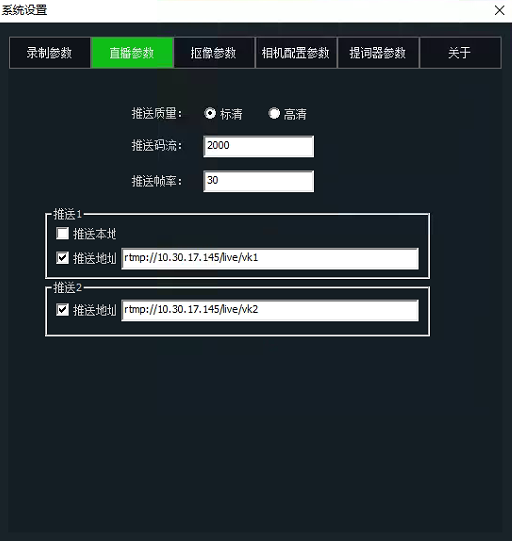 系统设置
录制参数 直播参数 抠像参数 相机配置参数 提词器参数 关于
推送质量： 标清 高清
推送码流： 2000
推送帧率： 30
推送1
推送本地
推送地址 rtmp://10.30.17.145/live/vk1
推送2
推送地址 rtmp://10.30.17.145/live/vk2